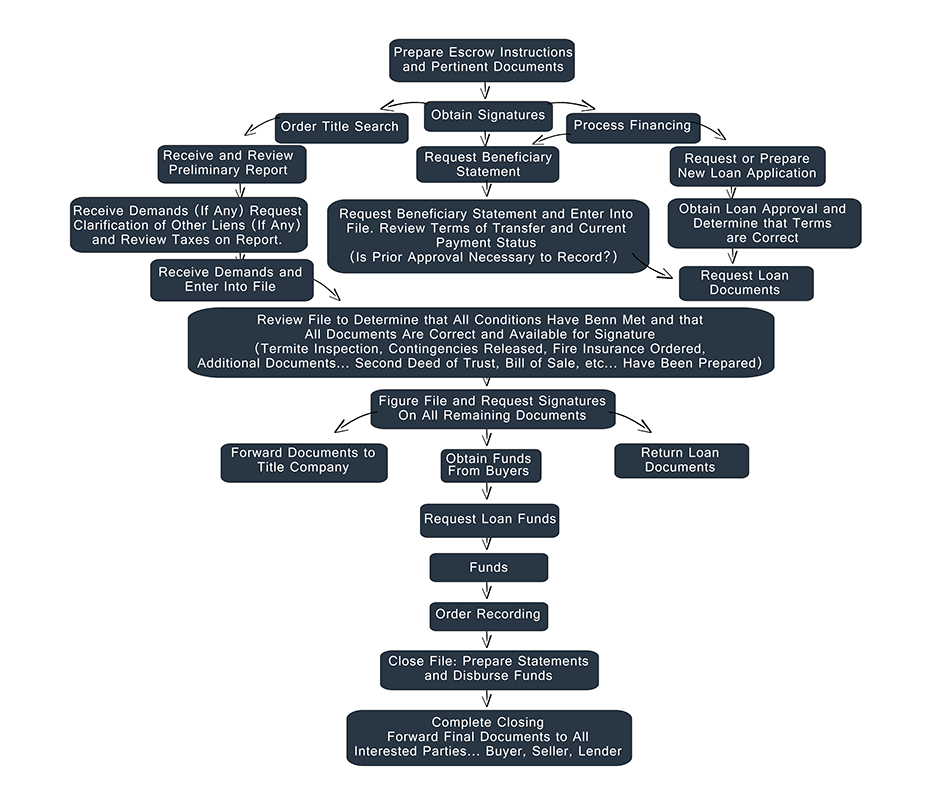 Prepare Escrow Instructions
and Pertinent Documents
Obtain Signatures
Order Title Search
Process Financing
Receive and Review
Preliminary Report
Request Beneficiary
Statement
Request or Prepare
New Loan Application
Receive Demands (If Any) Request
Clarification of Other Liens (If Any)
and Review Taxes on Report.
Request Beneficiary Statement and Enter Into
File. Review Terms of Transfer and Current
Payment Status
(Is Prior Approval Necessary to Record?)
Obtain Loan Approval and
Determine that Terms
are Correct
Receive Demands and
Enter Into File
Request Loan
Documents
Review File to Determine that All Conditions Have Benn Met and that
All Documents Are Correct and Available for Signature
(Termite Inspection, Contingencies Released, Fire Insurance Ordered,
Additional Documents... Second Deed of Trust, Bill of Sale, etc... Have Been Prepared)
Figure File and Request Signatures
On All Remaining Documents
Forward Documents to
Title Company
Obtain Funds
From Buyers
Return Loan
Documents
Request Loan Funds
Funds
Order Recording
Close File: Prepare Statements
and Disburse Funds
Complete Closing
Forward Final Documents to All
Interested Parties... Buyer, Seller, Lender